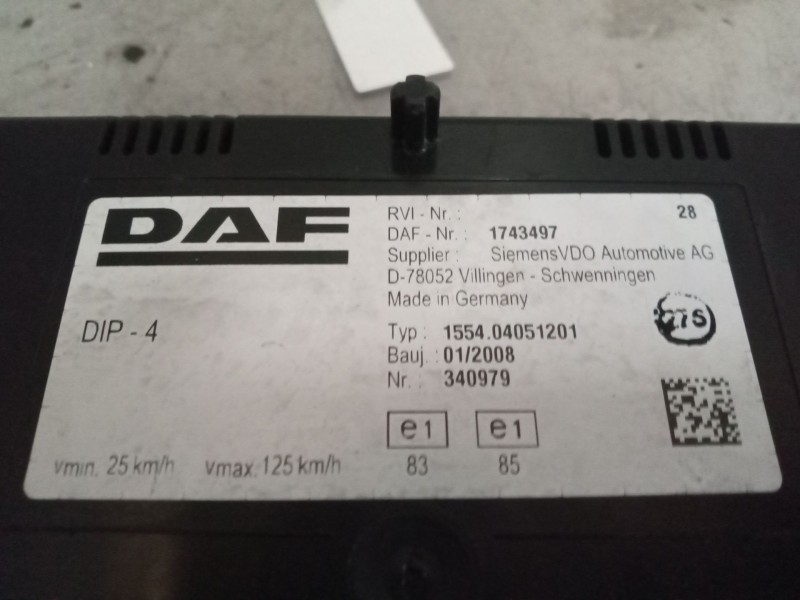 DAF
RVI - Nr. : 28
DAF - Nr. : 1743497
Supplier : SiemensVDO Automotive AG
D-78052 Villingen - Schwenningen
Made in Germany
DIP - 4
Typ : 1554.04051201
Bauj. : 01/2008
Nr. : 340979
e1 e1
83 85
vmin. 25 km/h vmax. 125 km/h